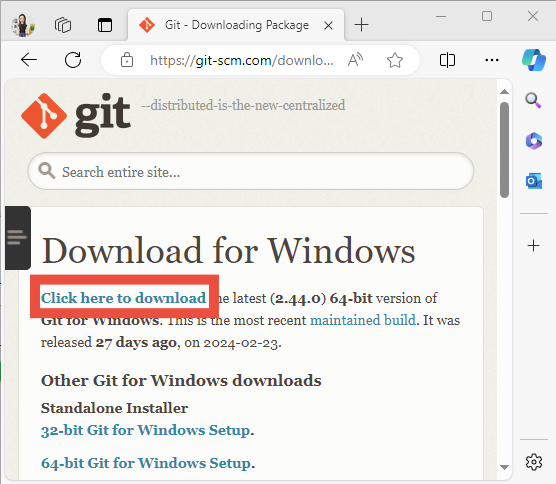 Git - Downloading Package
https://git-scm.com/downlo...
git --distributed-is-the-new-centralized
Search entire site...
Download for Windows
Click here to download the latest (2.44.0) 64-bit version of
Git for Windows. This is the most recent maintained build. It was
released 27 days ago, on 2024-02-23.
Other Git for Windows downloads
Standalone Installer
32-bit Git for Windows Setup.
64-bit Git for Windows Setup.